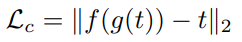 ℒ_c = ‖f(g(t)) − t‖₂